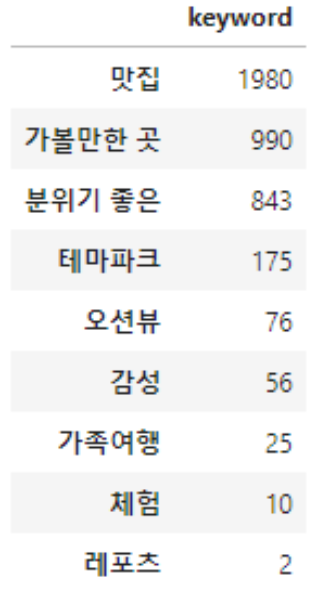 keyword
맛집 1980
가볼만한 곳 990
분위기 좋은 843
테마파크 175
오션뷰 76
감성 56
가족여행 25
체험 10
레포츠 2